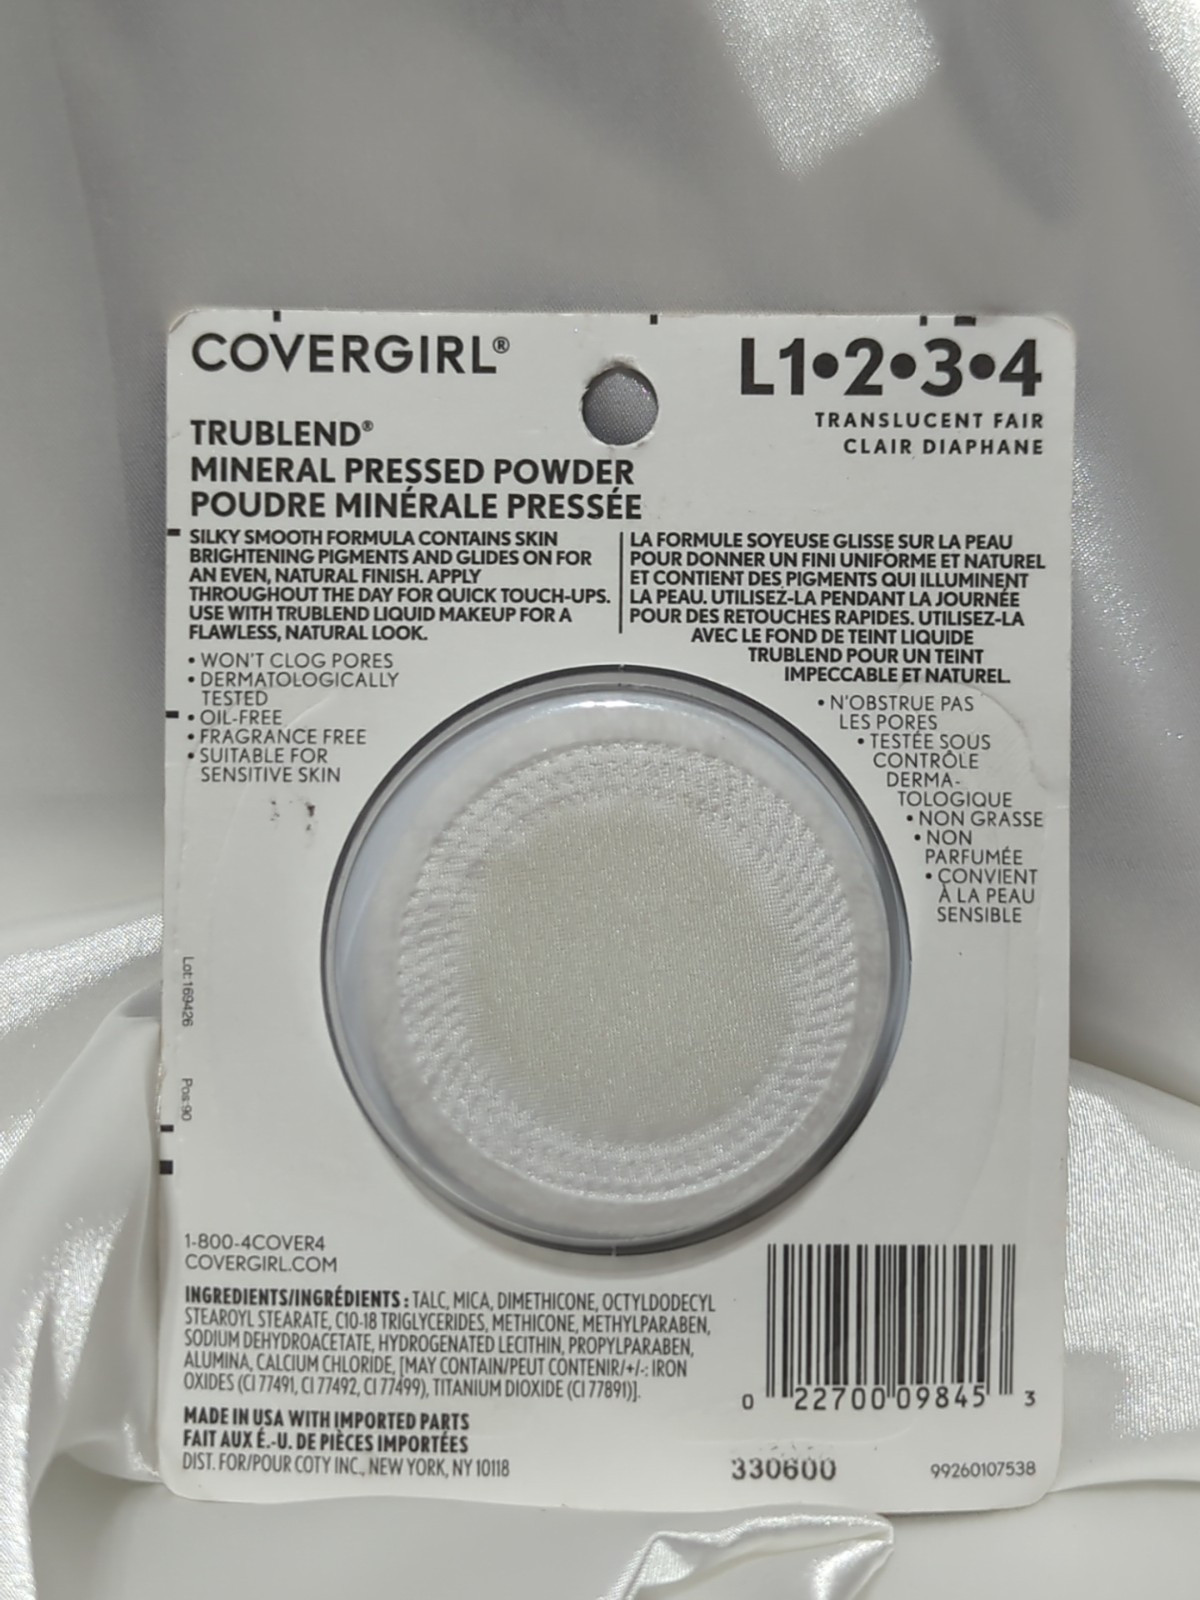 COVERGIRL®
L1•2•3•4
TRANSLUCENT FAIR
CLAIR DIAPHANE
TRUBLEND®
MINERAL PRESSED POWDER
POUDRE MINÉRALE PRESSÉE
SILKY SMOOTH FORMULA CONTAINS SKIN
BRIGHTENING PIGMENTS AND GLIDES ON FOR
AN EVEN, NATURAL FINISH. APPLY
THROUGHOUT THE DAY FOR QUICK TOUCH-UPS.
USE WITH TRUBLEND LIQUID MAKEUP FOR A
FLAWLESS, NATURAL LOOK.
• WON'T CLOG PORES
• DERMATOLOGICALLY
TESTED
• OIL-FREE
• FRAGRANCE FREE
• SUITABLE FOR
SENSITIVE SKIN
LA FORMULE SOYEUSE GLISSE SUR LA PEAU
POUR DONNER UN FINI UNIFORME ET NATUREL
ET CONTIENT DES PIGMENTS QUI ILLUMINENT
LA PEAU. UTILISEZ-LA PENDANT LA JOURNÉE
POUR DES RETOUCHES RAPIDES. UTILISEZ-LA
AVEC LE FOND DE TEINT LIQUIDE
TRUBLEND POUR UN TEINT
IMPECCABLE ET NATUREL.
• N'OBSTRUE PAS
LES PORES
• TESTÉE SOUS
CONTRÔLE
DERMA-
TOLOGIQUE
• NON GRASSE
• NON
PARFUMÉE
• CONVIENT
À LA PEAU
SENSIBLE
Lot:169426
Pos:90
1-800-4COVER4
COVERGIRL.COM
INGREDIENTS/INGRÉDIENTS : TALC, MICA, DIMETHICONE, OCTYLDODECYL
STEAROYL STEARATE, C10-18 TRIGLYCERIDES, METHICONE, METHYLPARABEN,
SODIUM DEHYDROACETATE, HYDROGENATED LECITHIN, PROPYLPARABEN,
ALUMINA, CALCIUM CHLORIDE, [MAY CONTAIN/PEUT CONTENIR/+/-: IRON
OXIDES (CI 77491, CI 77492, CI 77499), TITANIUM DIOXIDE (CI 77891)].
MADE IN USA WITH IMPORTED PARTS
FAIT AUX É.-U. DE PIÈCES IMPORTÉES
DIST. FOR/POUR COTY INC., NEW YORK, NY 10118
0 22700 09845 3
330600
99260107538